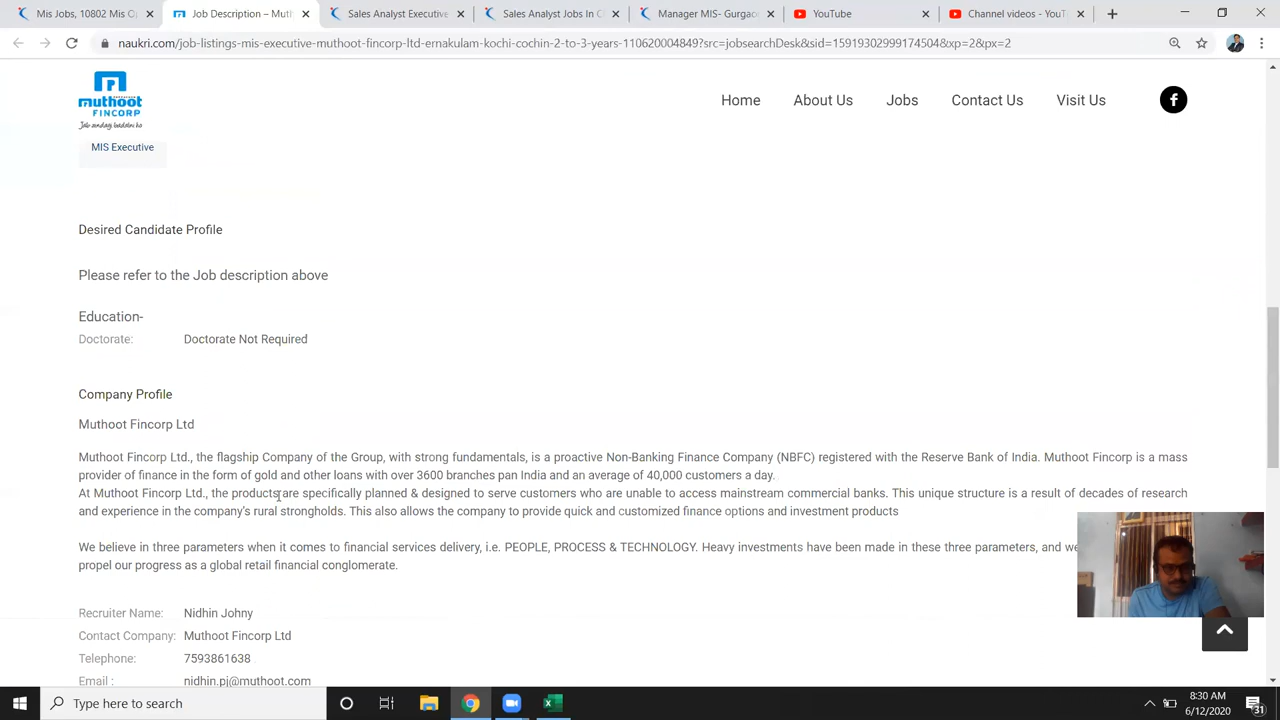 Mis Jobs, 10802 Mis O
Job Description – Muth
Sales Analyst Executive
Sales Analyst Jobs In C
Manager MIS- Gurgao
YouTube
Channel videos - YouT
naukri.com/job-listings-mis-executive-muthoot-fincorp-ltd-ernakulam-kochi-cochin-2-to-3-years-110620004849?src=jobsearchDesk&sid=15919302999174504&xp=2&px=2
muthoot
FINCORP
Home About Us Jobs Contact Us Visit Us
MIS Executive
Desired Candidate Profile
Please refer to the Job description above
Education-
Doctorate: Doctorate Not Required
Company Profile
Muthoot Fincorp Ltd
Muthoot Fincorp Ltd., the flagship Company of the Group, with strong fundamentals, is a proactive Non-Banking Finance Company (NBFC) registered with the Reserve Bank of India. Muthoot Fincorp is a mass
provider of finance in the form of gold and other loans with over 3600 branches pan India and an average of 40,000 customers a day.
At Muthoot Fincorp Ltd., the products are specifically planned & designed to serve customers who are unable to access mainstream commercial banks. This unique structure is a result of decades of research
and experience in the company's rural strongholds. This also allows the company to provide quick and customized finance options and investment products
We believe in three parameters when it comes to financial services delivery, i.e. PEOPLE, PROCESS & TECHNOLOGY. Heavy investments have been made in these three parameters, and we
propel our progress as a global retail financial conglomerate.
Recruiter Name: Nidhin Johny
Contact Company: Muthoot Fincorp Ltd
Telephone: 7593861638
Email : nidhin.pj@muthoot.com
Type here to search
8:30 AM
6/12/2020
31